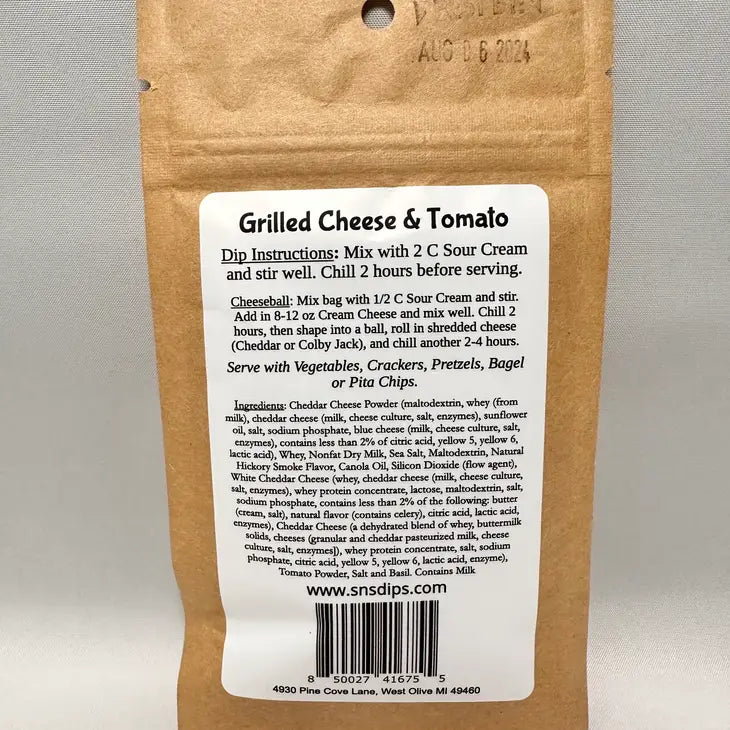 AUG 06 2024
Grilled Cheese & Tomato
Dip Instructions: Mix with 2 C Sour Cream
and stir well. Chill 2 hours before serving.
Cheeseball: Mix bag with 1/2 C Sour Cream and stir.
Add in 8-12 oz Cream Cheese and mix well. Chill 2
hours, then shape into a ball, roll in shredded cheese
(Cheddar or Colby Jack), and chill another 2-4 hours.
Serve with Vegetables, Crackers, Pretzels, Bagel
or Pita Chips.
Ingredients: Cheddar Cheese Powder (maltodextrin, whey (from
milk), cheddar cheese (milk, cheese culture, salt, enzymes), sunflower
oil, salt, sodium phosphate, blue cheese (milk, cheese culture, salt,
enzymes), contains less than 2% of citric acid, yellow 5, yellow 6,
lactic acid), Whey, Nonfat Dry Milk, Sea Salt, Maltodextrin, Natural
Hickory Smoke Flavor, Canola Oil, Silicon Dioxide (flow agent),
White Cheddar Cheese (whey, cheddar cheese (milk, cheese culture,
salt, enzymes), whey protein concentrate, lactose, maltodextrin, salt,
sodium phosphate, contains less than 2% of the following: butter
(cream, salt), natural flavor (contains celery), citric acid, lactic acid,
enzymes), Cheddar Cheese (a dehydrated blend of whey, buttermilk
solids, cheeses (granular and cheddar pasteurized milk, cheese
culture, salt, enzymes]), whey protein concentrate, salt, sodium
phosphate, citric acid, yellow 5, yellow 6, lactic acid, enzyme),
Tomato Powder, Salt and Basil. Contains Milk
www.snsdips.com
8 50027 41675 5
4930 Pine Cove Lane, West Olive MI 49460